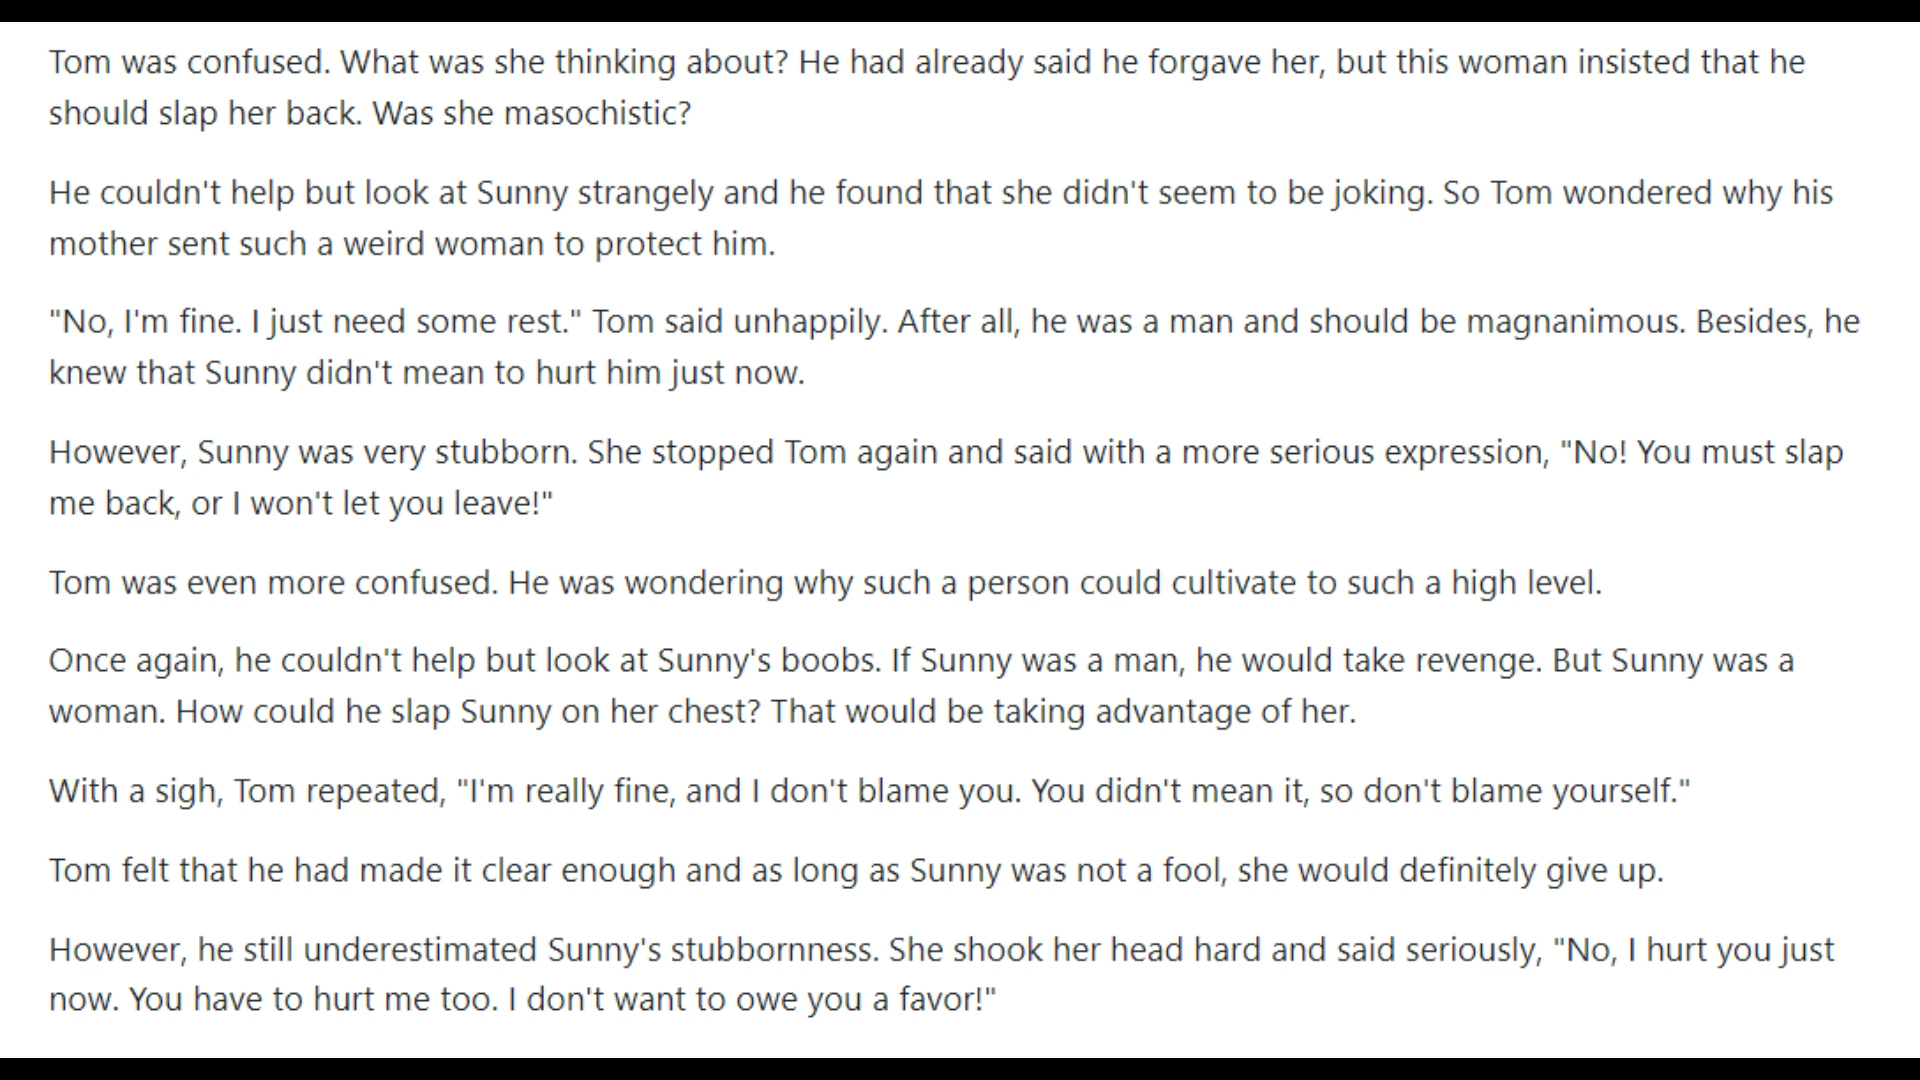 Tom was confused. What was she thinking about? He had already said he forgave her, but this woman insisted that he
should slap her back. Was she masochistic?
He couldn't help but look at Sunny strangely and he found that she didn't seem to be joking. So Tom wondered why his
mother sent such a weird woman to protect him.
"No, I'm fine. I just need some rest." Tom said unhappily. After all, he was a man and should be magnanimous. Besides, he
knew that Sunny didn't mean to hurt him just now.
However, Sunny was very stubborn. She stopped Tom again and said with a more serious expression, "No! You must slap
me back, or I won't let you leave!"
Tom was even more confused. He was wondering why such a person could cultivate to such a high level.
Once again, he couldn't help but look at Sunny's boobs. If Sunny was a man, he would take revenge. But Sunny was a
woman. How could he slap Sunny on her chest? That would be taking advantage of her.
With a sigh, Tom repeated, "I'm really fine, and I don't blame you. You didn't mean it, so don't blame yourself."
Tom felt that he had made it clear enough and as long as Sunny was not a fool, she would definitely give up.
However, he still underestimated Sunny's stubbornness. She shook her head hard and said seriously, "No, I hurt you just
now. You have to hurt me too. I don't want to owe you a favor!"